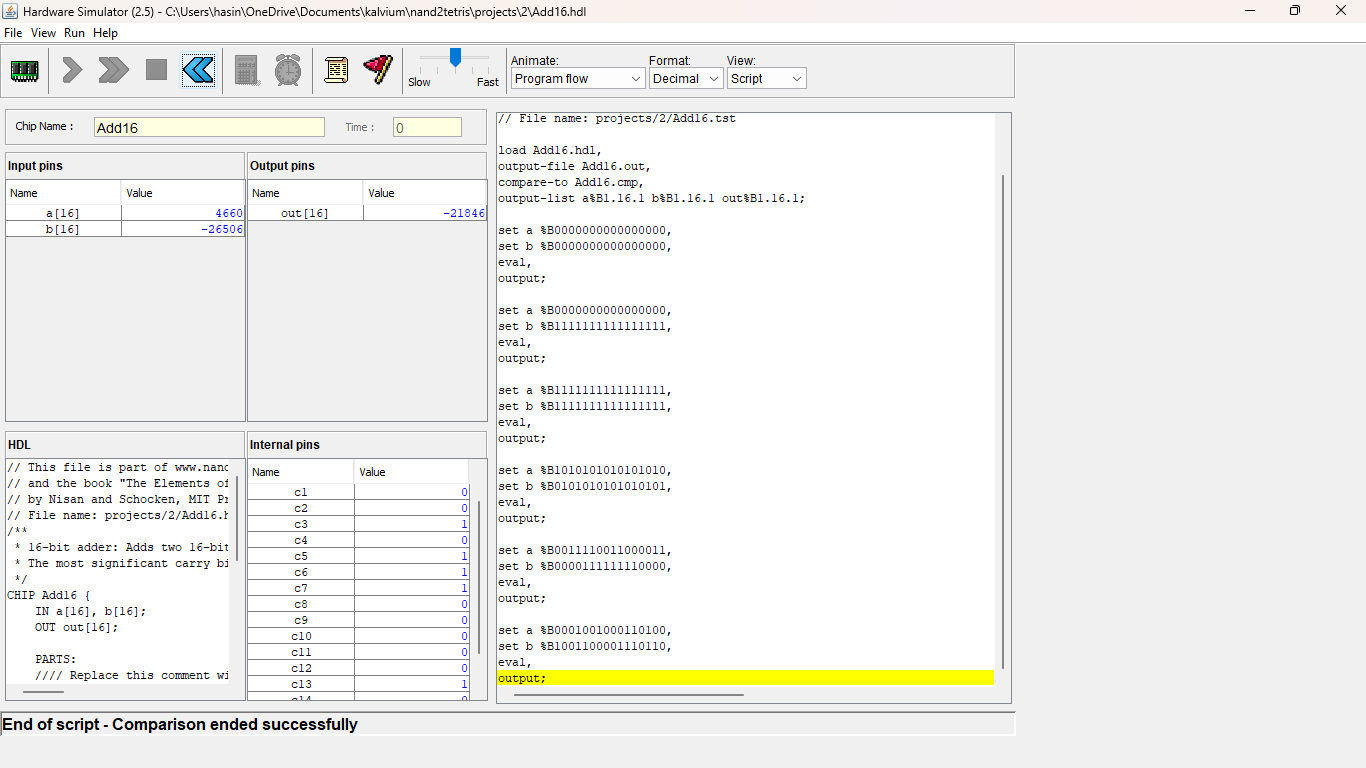 Hardware Simulator (2.5) - C:\Users\hasin\OneDrive\Documents\kalvium\nand2tetris\projects\2\Add16.hdl
File View Run Help
Slow Fast
Animate: Format: View:
Program flow Decimal Script
Chip Name : Add16 Time : 0
Input pins
Name Value
a[16] 4660
b[16] -26506
Output pins
Name Value
out[16] -21846
HDL
// This file is part of www.nand
// and the book "The Elements of
// by Nisan and Schocken, MIT Pr
// File name: projects/2/Add16.h
/**
* 16-bit adder: Adds two 16-bit
* The most significant carry bi
*/
CHIP Add16 {
IN a[16], b[16];
OUT out[16];
PARTS:
//// Replace this comment wi
Internal pins
Name Value
c1 0
c2 0
c3 1
c4 0
c5 1
c6 1
c7 1
c8 0
c9 0
c10 0
c11 0
c12 0
c13 1
c14 0
// File name: projects/2/Add16.tst
load Add16.hdl,
output-file Add16.out,
compare-to Add16.cmp,
output-list a%B1.16.1 b%B1.16.1 out%B1.16.1;
set a %B0000000000000000,
set b %B0000000000000000,
eval,
output;
set a %B0000000000000000,
set b %B1111111111111111,
eval,
output;
set a %B1111111111111111,
set b %B1111111111111111,
eval,
output;
set a %B1010101010101010,
set b %B0101010101010101,
eval,
output;
set a %B0011110011000011,
set b %B0000111111110000,
eval,
output;
set a %B0001001000110100,
set b %B1001100001110110,
eval,
output;
End of script - Comparison ended successfully